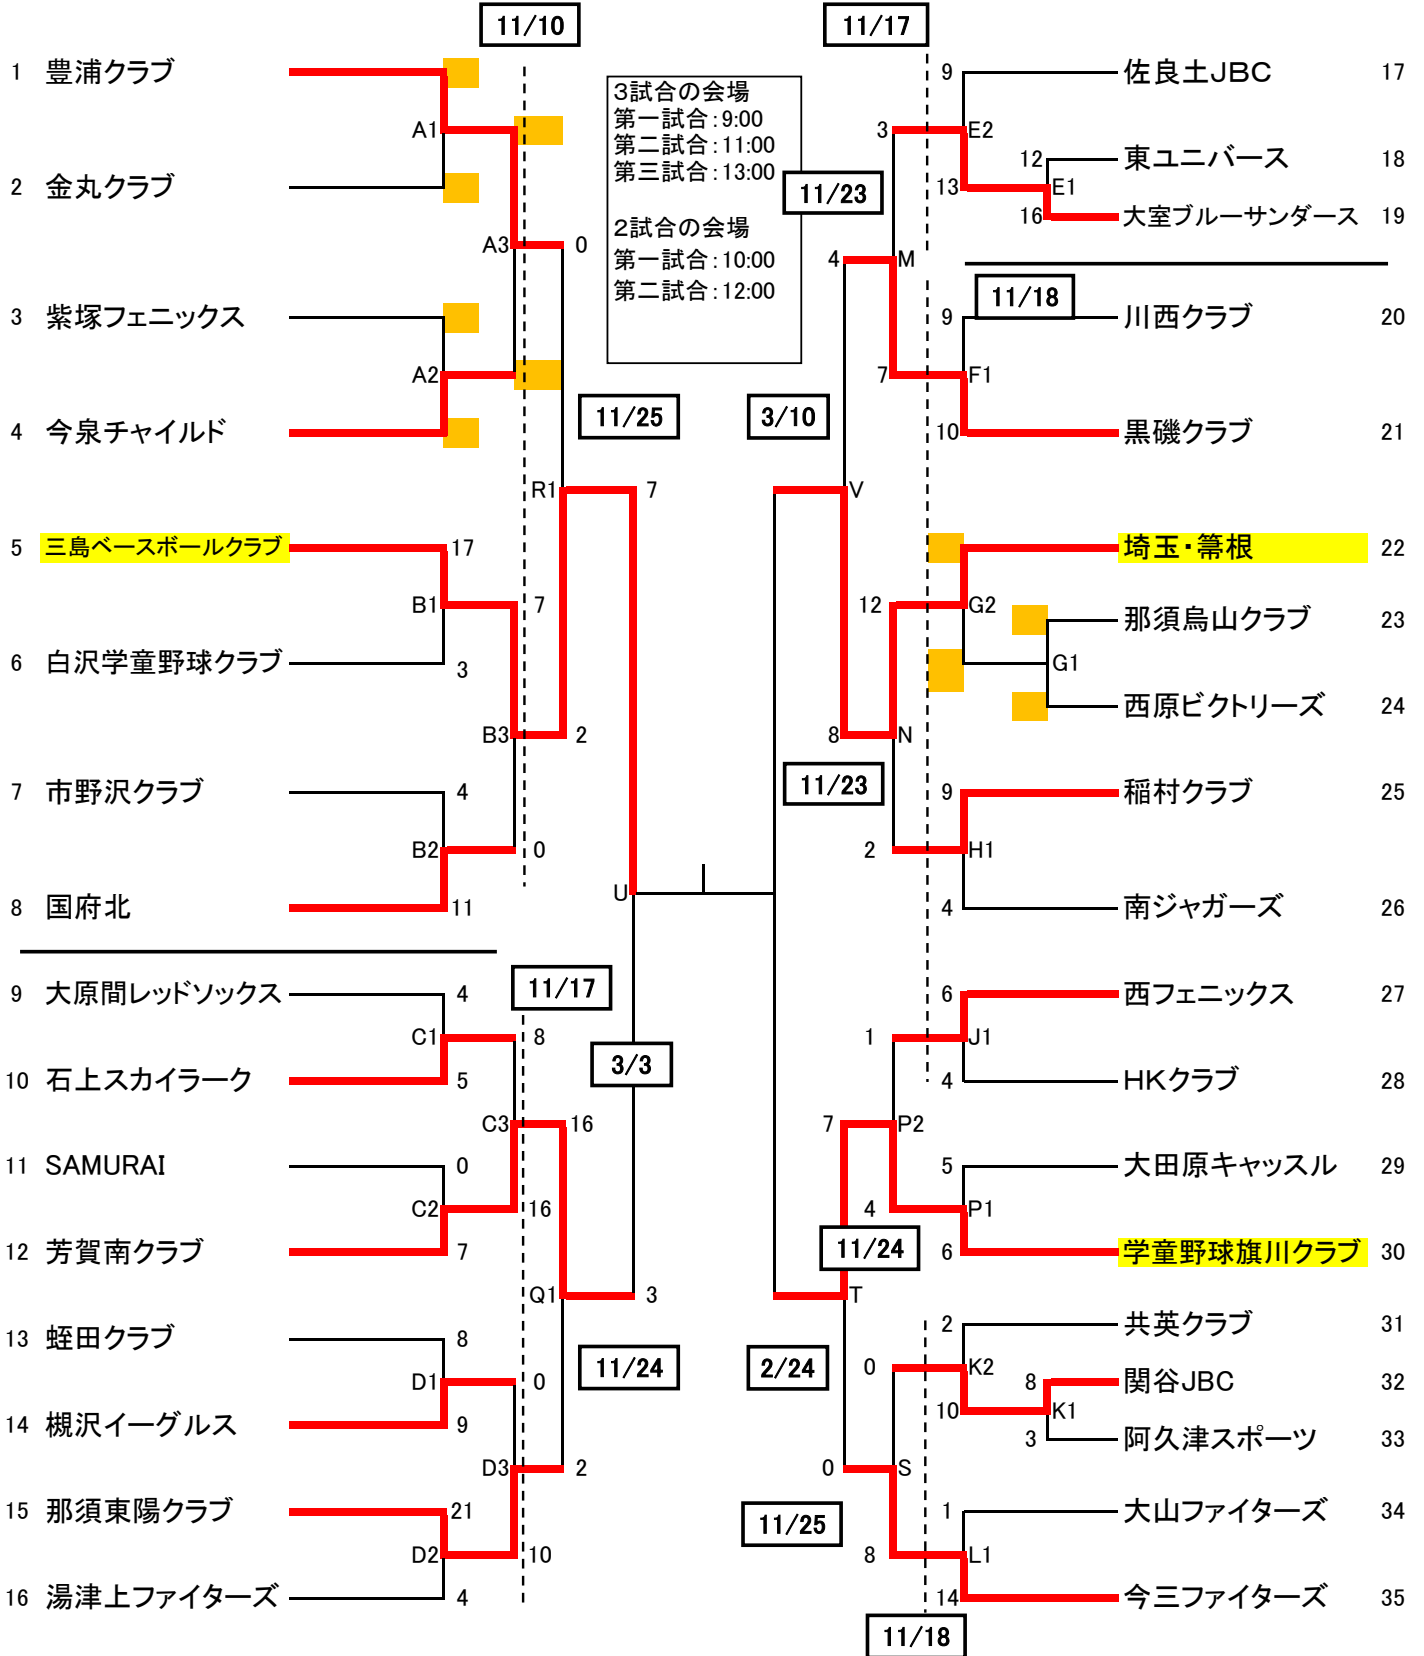 11/10
11/17
1 豊浦クラブ
A1
2 金丸クラブ
A3
0
3 紫塚フェニックス
A2
4 今泉チャイルド
11/25
R1
7
5 三島ベースボールクラブ
17
B1
7
6 白沢学童野球クラブ
3
B3
2
7 市野沢クラブ
4
B2
0
8 国府北
11
U
9 大原間レッドソックス
4
11/17
C1
8
10 石上スカイラーク
5
3/3
C3
16
11 SAMURAI
0
C2
16
12 芳賀南クラブ
7
Q1
3
13 蛭田クラブ
8
D1
0
11/24
14 槻沢イーグルス
9
D3
2
15 那須東陽クラブ
21
D2
10
16 湯津上ファイターズ
4
3試合の会場
第一試合:9:00
第二試合:11:00
第三試合:13:00
2試合の会場
第一試合:10:00
第二試合:12:00
9
佐良土JBC 17
3
E2
12
東ユニバース 18
11/23
13
E1
16
大室ブルーサンダース 19
4
M
11/18
9
川西クラブ 20
7
F1
3/10
10
黒磯クラブ 21
V
埼玉・箒根 22
12
G2
那須烏山クラブ 23
G1
西原ビクトリーズ 24
8
N
11/23
9
稲村クラブ 25
2
H1
4
南ジャガーズ 26
6
西フェニックス 27
1
J1
4
HKクラブ 28
7
P2
5
大田原キャッスル 29
4
P1
11/24
6
学童野球旗川クラブ 30
T
2
共英クラブ 31
2/24
0
K2
8
関谷JBC 32
10
K1
3
阿久津スポーツ 33
0
S
11/25
1
大山ファイターズ 34
8
L1
14
今三ファイターズ 35
11/18